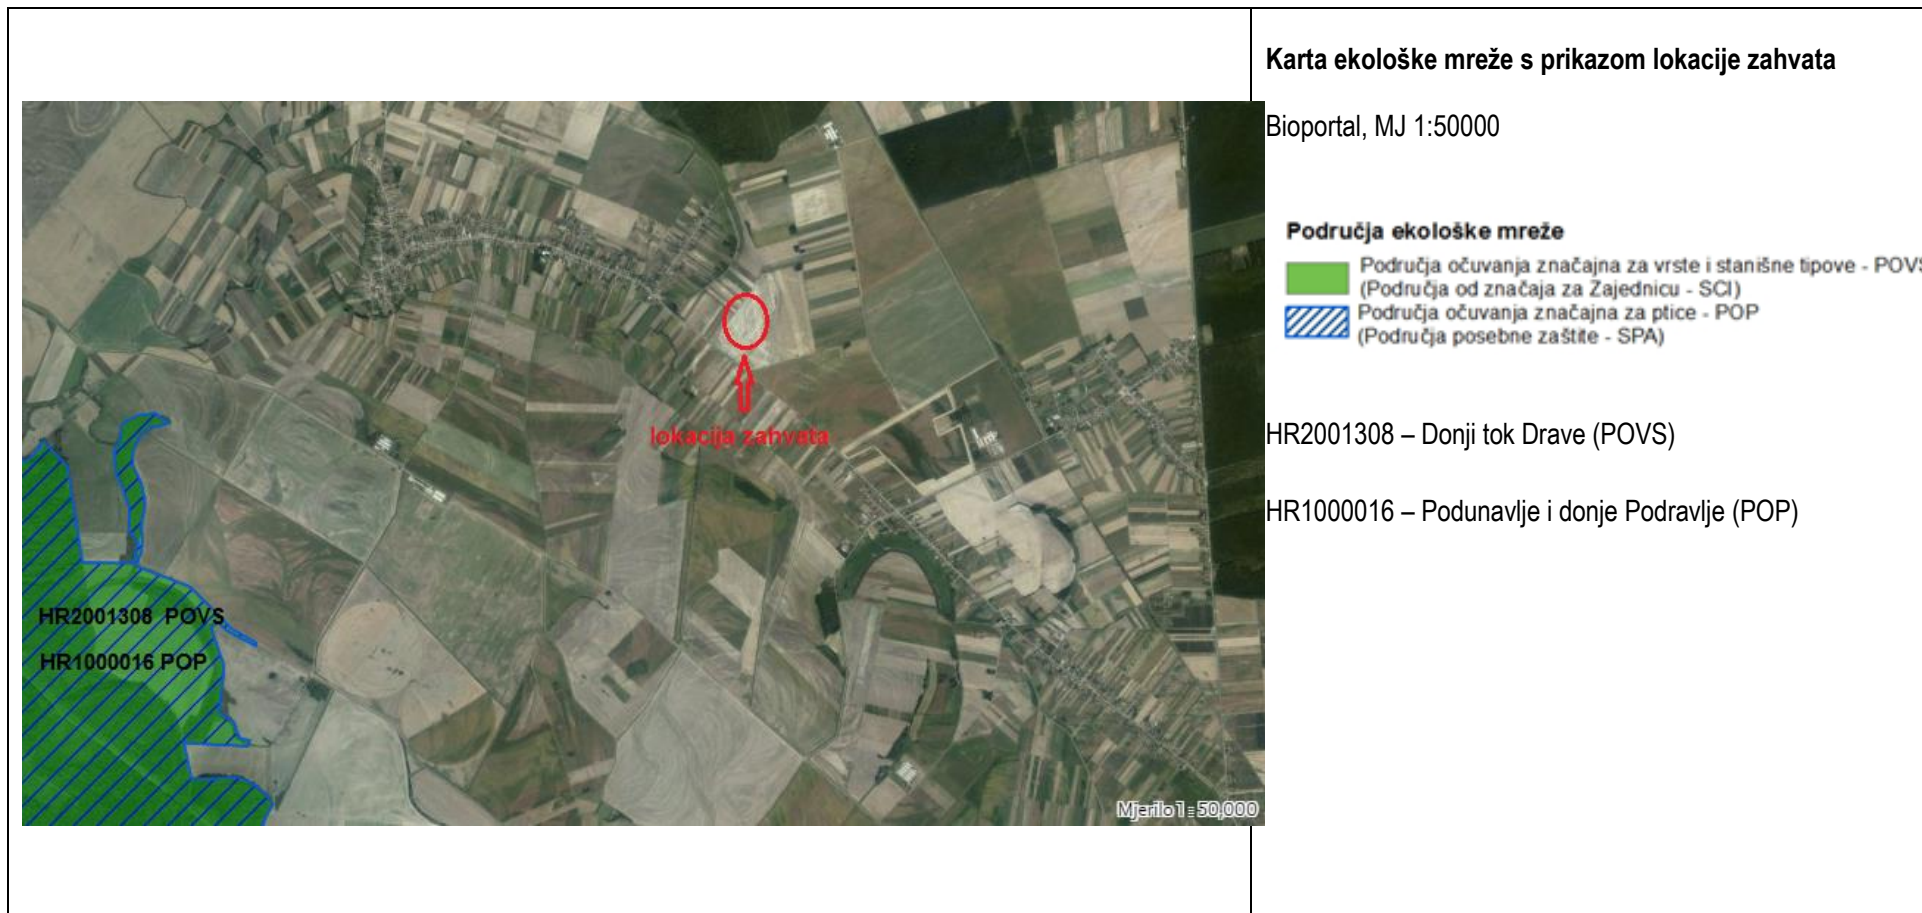 Karta ekološke mreže s prikazom lokacije zahvata
Bioportal, MJ 1:50000
Područja ekološke mreže
Područja očuvanja značajna za vrste i stanišne tipove - POVS
(Područja od značaja za Zajednicu - SCI)
Područja očuvanja značajna za ptice - POP
(Područja posebne zaštite - SPA)
HR2001308 – Donji tok Drave (POVS)
HR1000016 – Podunavlje i donje Podravlje (POP)
lokacija zahvata
HR2001308 POVS
HR1000016 POP
Mjerilo 1 = 50,000